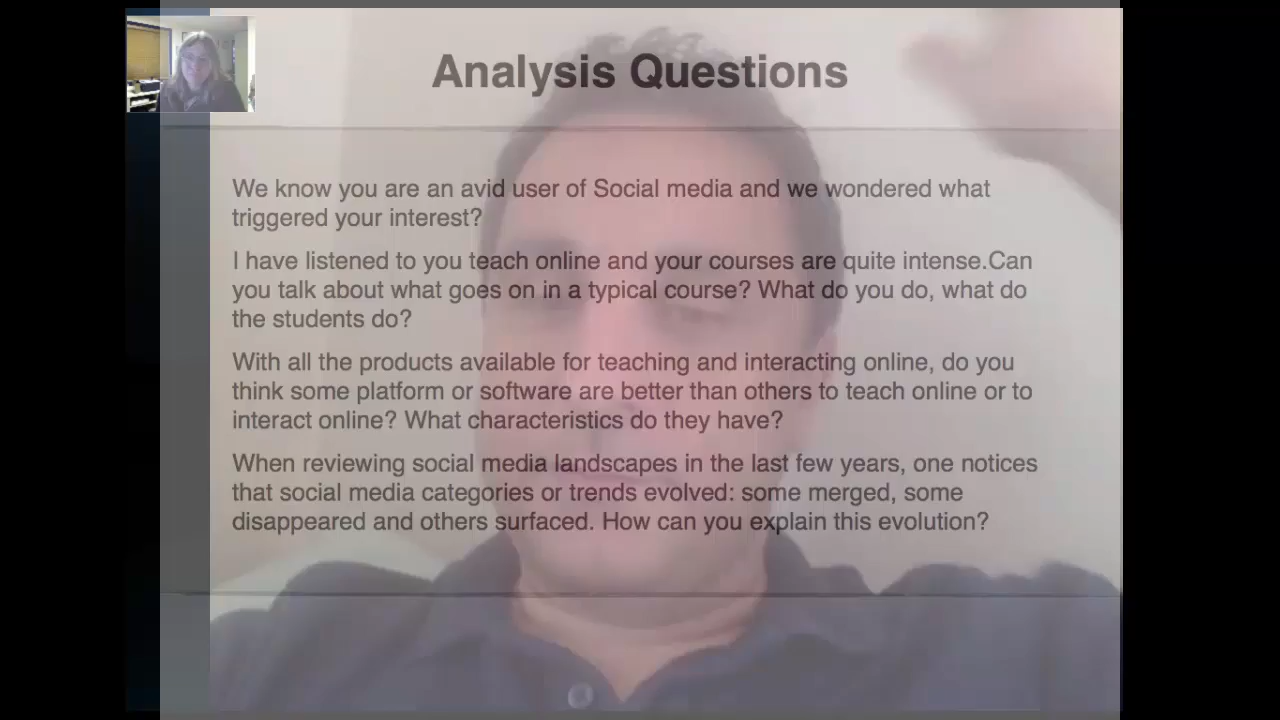 Analysis Questions
We know you are an avid user of Social media and we wondered what
triggered your interest?
I have listened to you teach online and your courses are quite intense.Can
you talk about what goes on in a typical course? What do you do, what do
the students do?
With all the products available for teaching and interacting online, do you
think some platform or software are better than others to teach online or to
interact online? What characteristics do they have?
When reviewing social media landscapes in the last few years, one notices
that social media categories or trends evolved: some merged, some
disappeared and others surfaced. How can you explain this evolution?